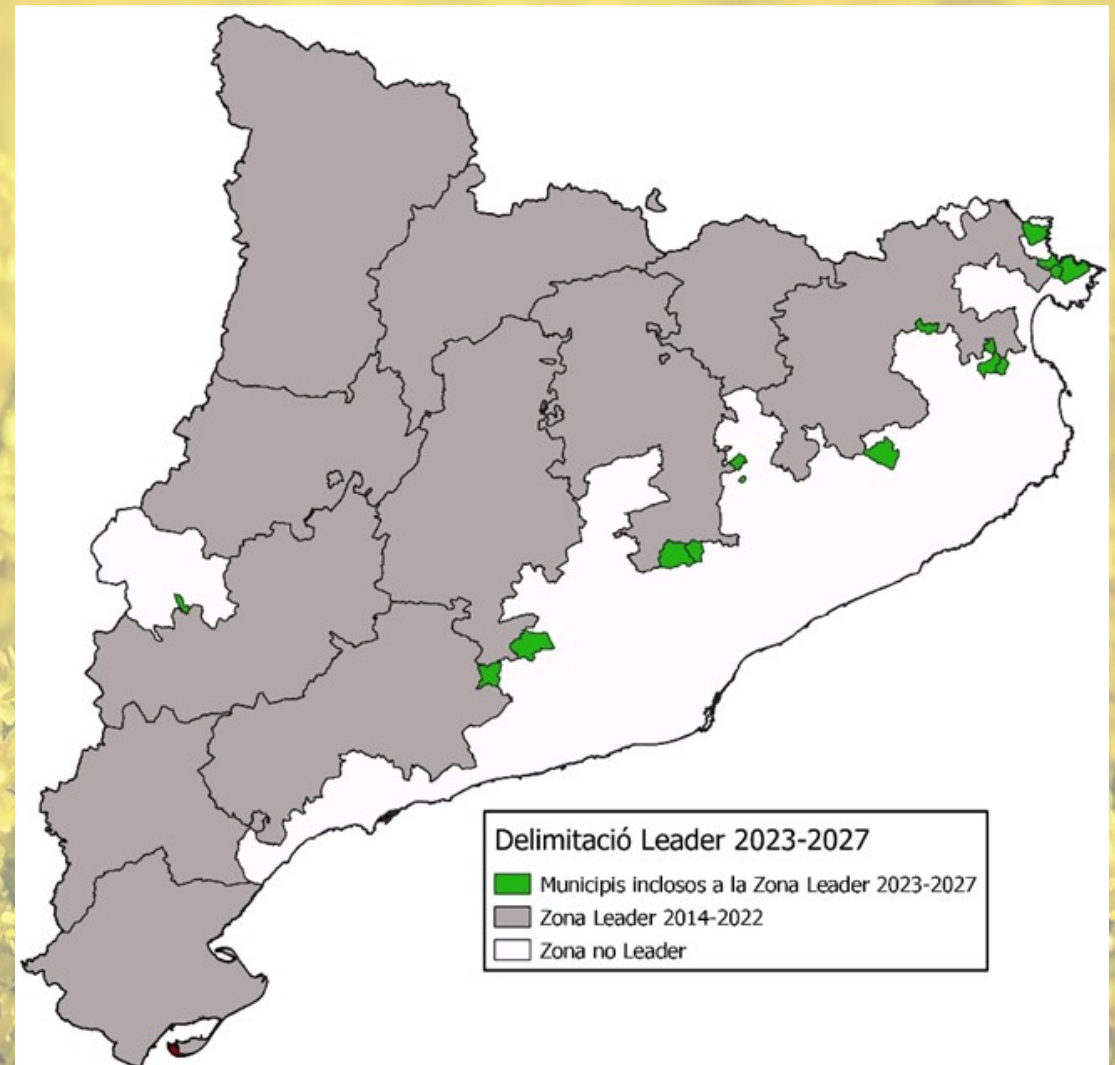 Delimitació Leader 2023-2027
Municipis inclosos a la Zona Leader 2023-2027
Zona Leader 2014-2022
Zona no Leader